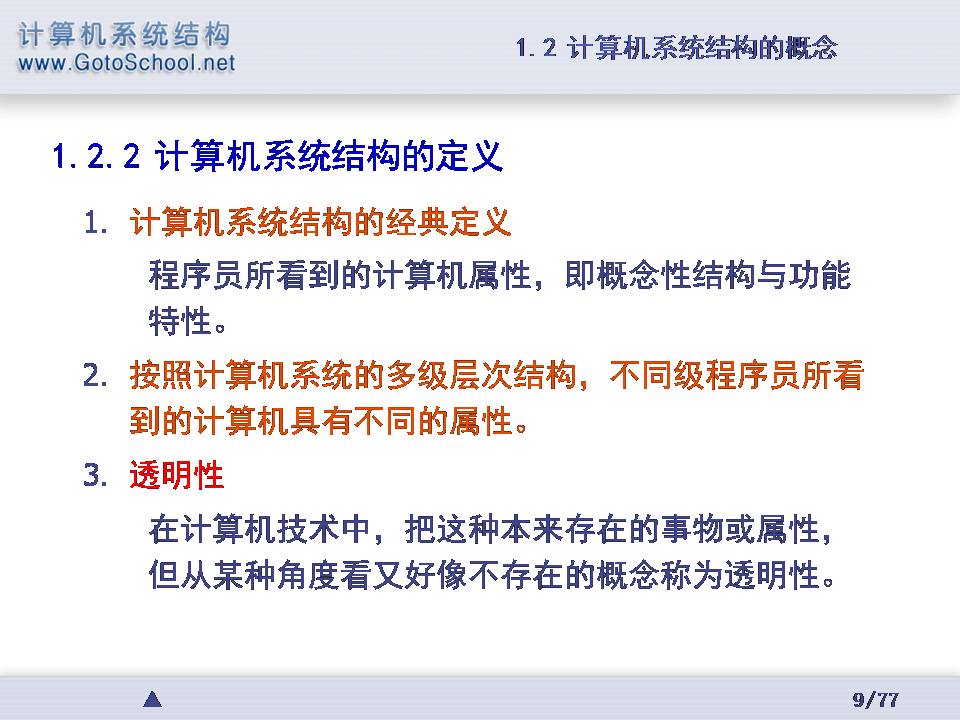 计算机系统结构
www.GotoSchool.net
1.2 计算机系统结构的概念
1.2.2 计算机系统结构的定义
1. 计算机系统结构的经典定义
程序员所看到的计算机属性，即概念性结构与功能
特性。
2. 按照计算机系统的多级层次结构，不同级程序员所看
到的计算机具有不同的属性。
3. 透明性
在计算机技术中，把这种本来存在的事物或属性，
但从某种角度看又好像不存在的概念称为透明性。
9/77